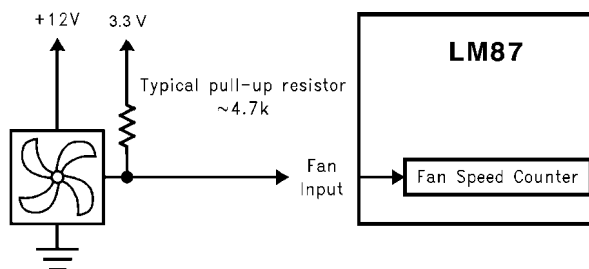 +12V
3.3 V
LM87
Typical pull-up resistor
~4.7k
Fan
Input
Fan Speed Counter